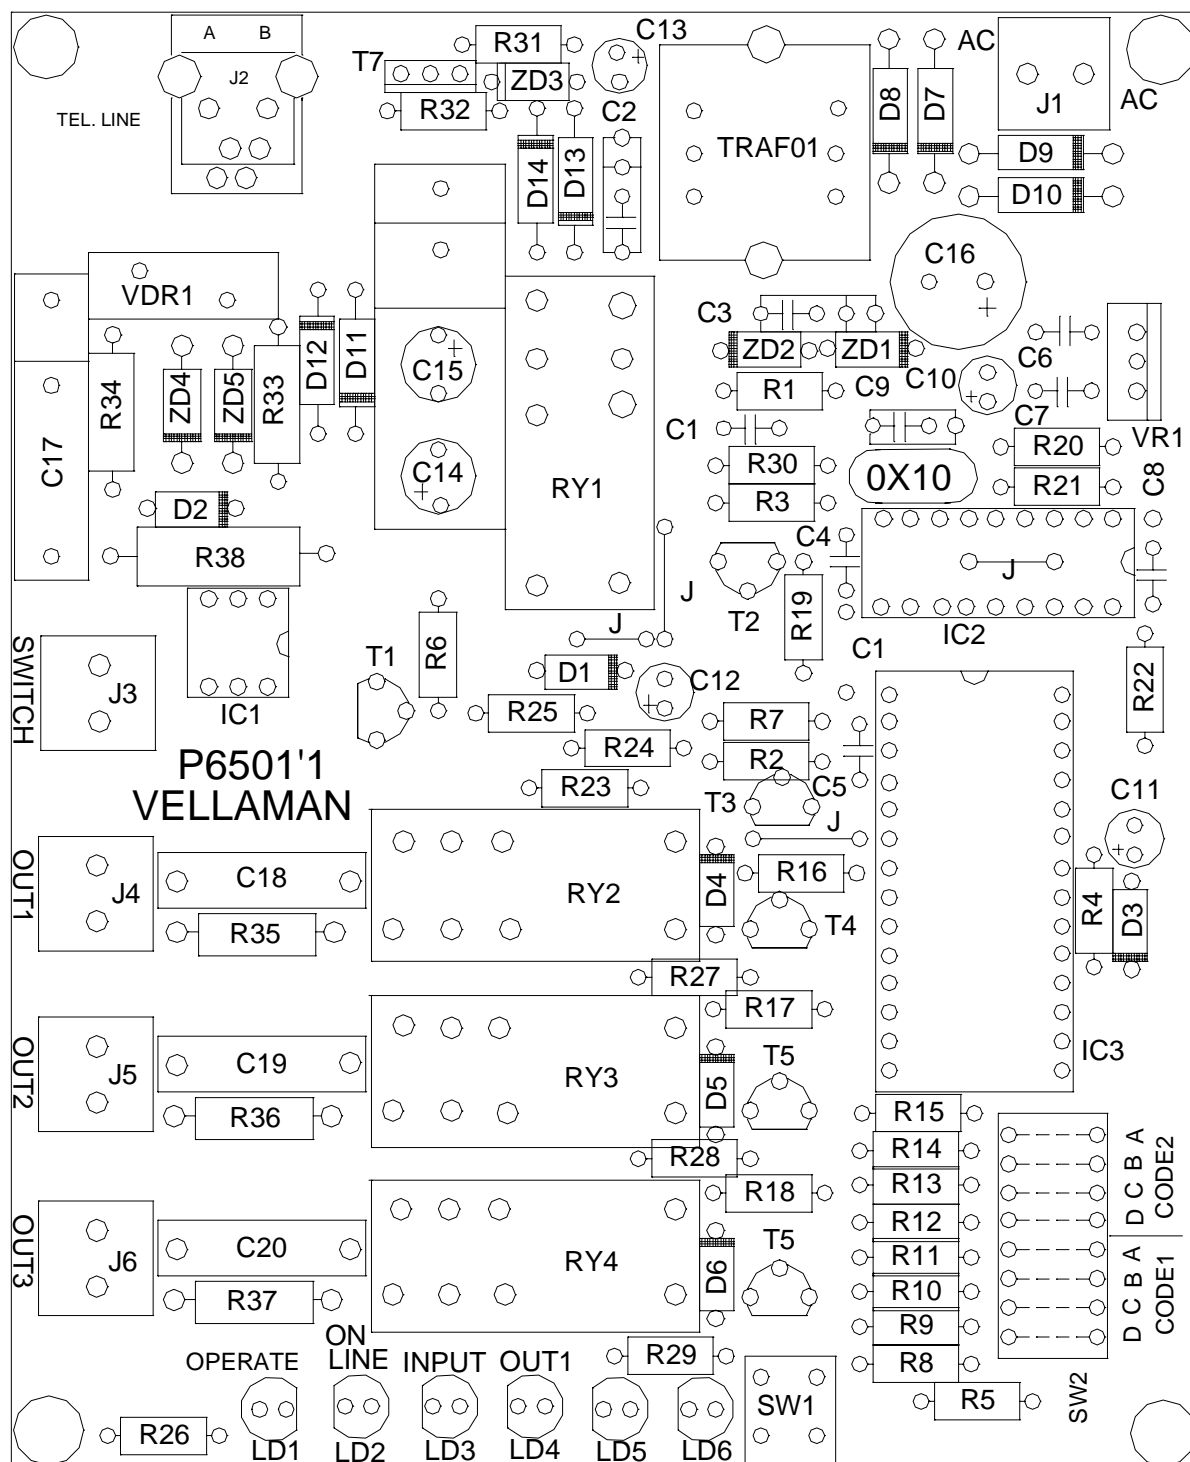 A B
J2
TEL. LINE
T7
R31
ZD3
R32
C13
C2
D14
D13
TRAF01
D8
D7
AC
J1
AC
D9
D10
C16
VDR1
C17
R34
ZD4
ZD5
R33
D12
D11
C15
C14
RY1
C3
ZD2
ZD1
R1
C9
C10
C6
C7
VR1
C1
R30
R3
0X10
R20
R21
C8
D2
R38
C4
J
IC2
T2
R19
J
J
SWITCH
J3
IC1
T1
R6
D1
C12
R25
R24
R23
R7
R2
C1
R22
P6501'1
VELLAMAN
T3
C5
J
C11
OUT1
J4
C18
R35
RY2
D4
R16
T4
R4
D3
R27
R17
IC3
OUT2
J5
C19
R36
RY3
D5
T5
R28
R18
R15
R14
R13
R12
R11
R10
R9
R8
R5
D C B A
CODE2
D C B A
CODE1
SW2
OUT3
J6
C20
R37
RY4
D6
T5
R29
OPERATE
ON
LINE
INPUT
OUT1
SW1
R26
LD1
LD2
LD3
LD4
LD5
LD6